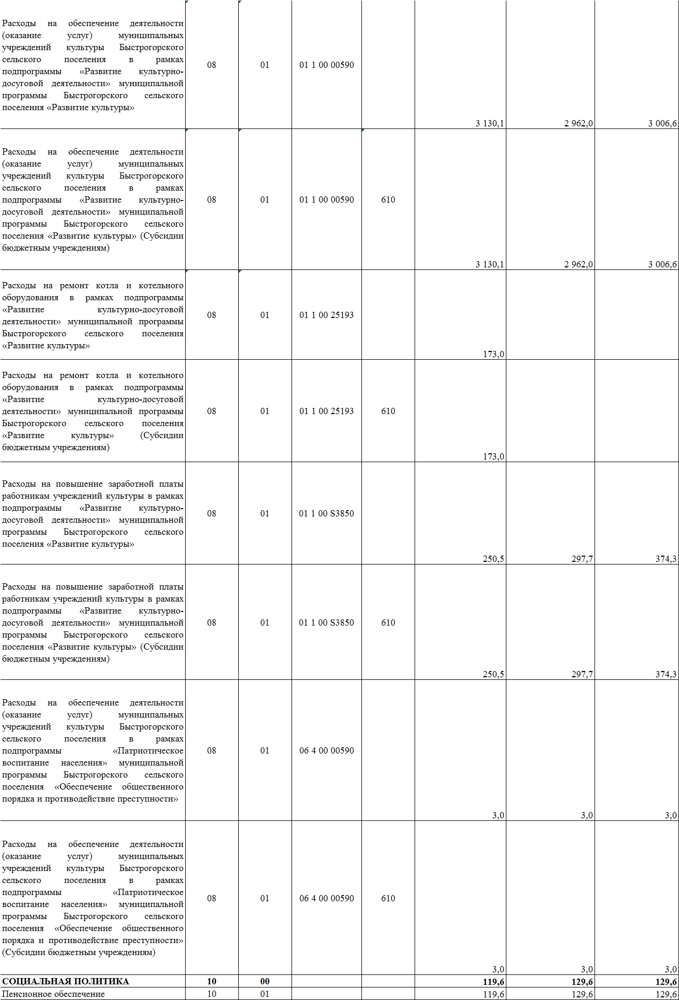 Расходы на обеспечение деятельности
(оказание услуг) муниципальных
учреждений культуры Быстрогорского
сельского поселения в рамках
подпрограммы «Развитие культурно-
досуговой деятельности» муниципальной
программы Быстрогорского сельского
поселения «Развитие культуры»
08 01 01 1 00 00590
3 130,1 2 962,0 3 006,6
Расходы на обеспечение деятельности
(оказание услуг) муниципальных
учреждений культуры Быстрогорского
сельского поселения в рамках
подпрограммы «Развитие культурно-
досуговой деятельности» муниципальной
программы Быстрогорского сельского
поселения «Развитие культуры» (Субсидии
бюджетным учреждениям)
08 01 01 1 00 00590 610
3 130,1 2 962,0 3 006,6
Расходы на ремонт котла и котельного
оборудования в рамках подпрограммы
«Развитие культурно-досуговой
деятельности» муниципальной программы
Быстрогорского сельского поселения
«Развитие культуры»
08 01 01 1 00 25193
173,0
Расходы на ремонт котла и котельного
оборудования в рамках подпрограммы
«Развитие культурно-досуговой
деятельности» муниципальной программы
Быстрогорского сельского поселения
«Развитие культуры» (Субсидии
бюджетным учреждениям)
08 01 01 1 00 25193 610
173,0
Расходы на повышение заработной платы
работникам учреждений культуры в рамках
подпрограммы «Развитие культурно-
досуговой деятельности» муниципальной
программы Быстрогорского сельского
поселения «Развитие культуры»
08 01 01 1 00 S3850
250,5 297,7 374,3
Расходы на повышение заработной платы
работникам учреждений культуры в рамках
подпрограммы «Развитие культурно-
досуговой деятельности» муниципальной
программы Быстрогорского сельского
поселения «Развитие культуры» (Субсидии
бюджетным учреждениям)
08 01 01 1 00 S3850 610
250,5 297,7 374,3
Расходы на обеспечение деятельности
(оказание услуг) муниципальных
учреждений культуры Быстрогорского
сельского поселения в рамках
подпрограммы «Патриотическое
воспитание населения» муниципальной
программы Быстрогорского сельского
поселения «Обеспечение общественного
порядка и противодействие преступности»
08 01 06 4 00 00590
3,0 3,0 3,0
Расходы на обеспечение деятельности
(оказание услуг) муниципальных
учреждений культуры Быстрогорского
сельского поселения в рамках
подпрограммы «Патриотическое
воспитание населения» муниципальной
программы Быстрогорского сельского
поселения «Обеспечение общественного
порядка и противодействие преступности»
(Субсидии бюджетным учреждениям)
08 01 06 4 00 00590 610
3,0 3,0 3,0
СОЦИАЛЬНАЯ ПОЛИТИКА 10 00 119,6 129,6 129,6
Пенсионное обеспечение 10 01 119,6 129,6 129,6